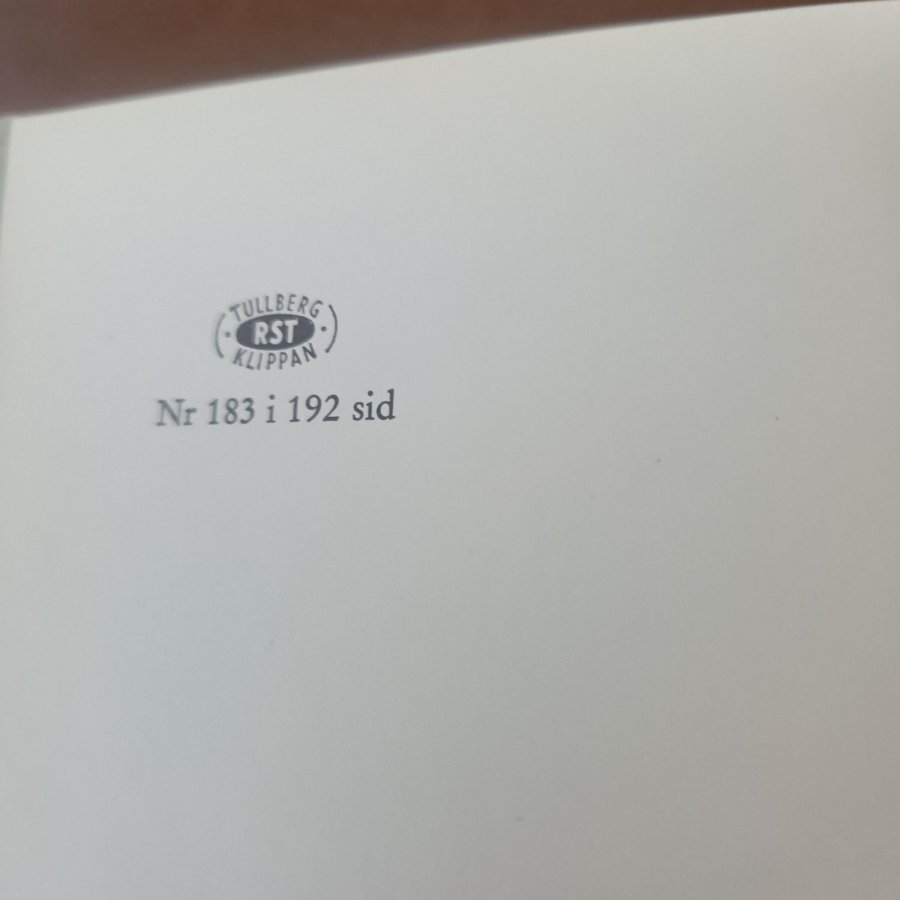 TULLBERG
RST
KLIPPAN
Nr 183 i 192 sid